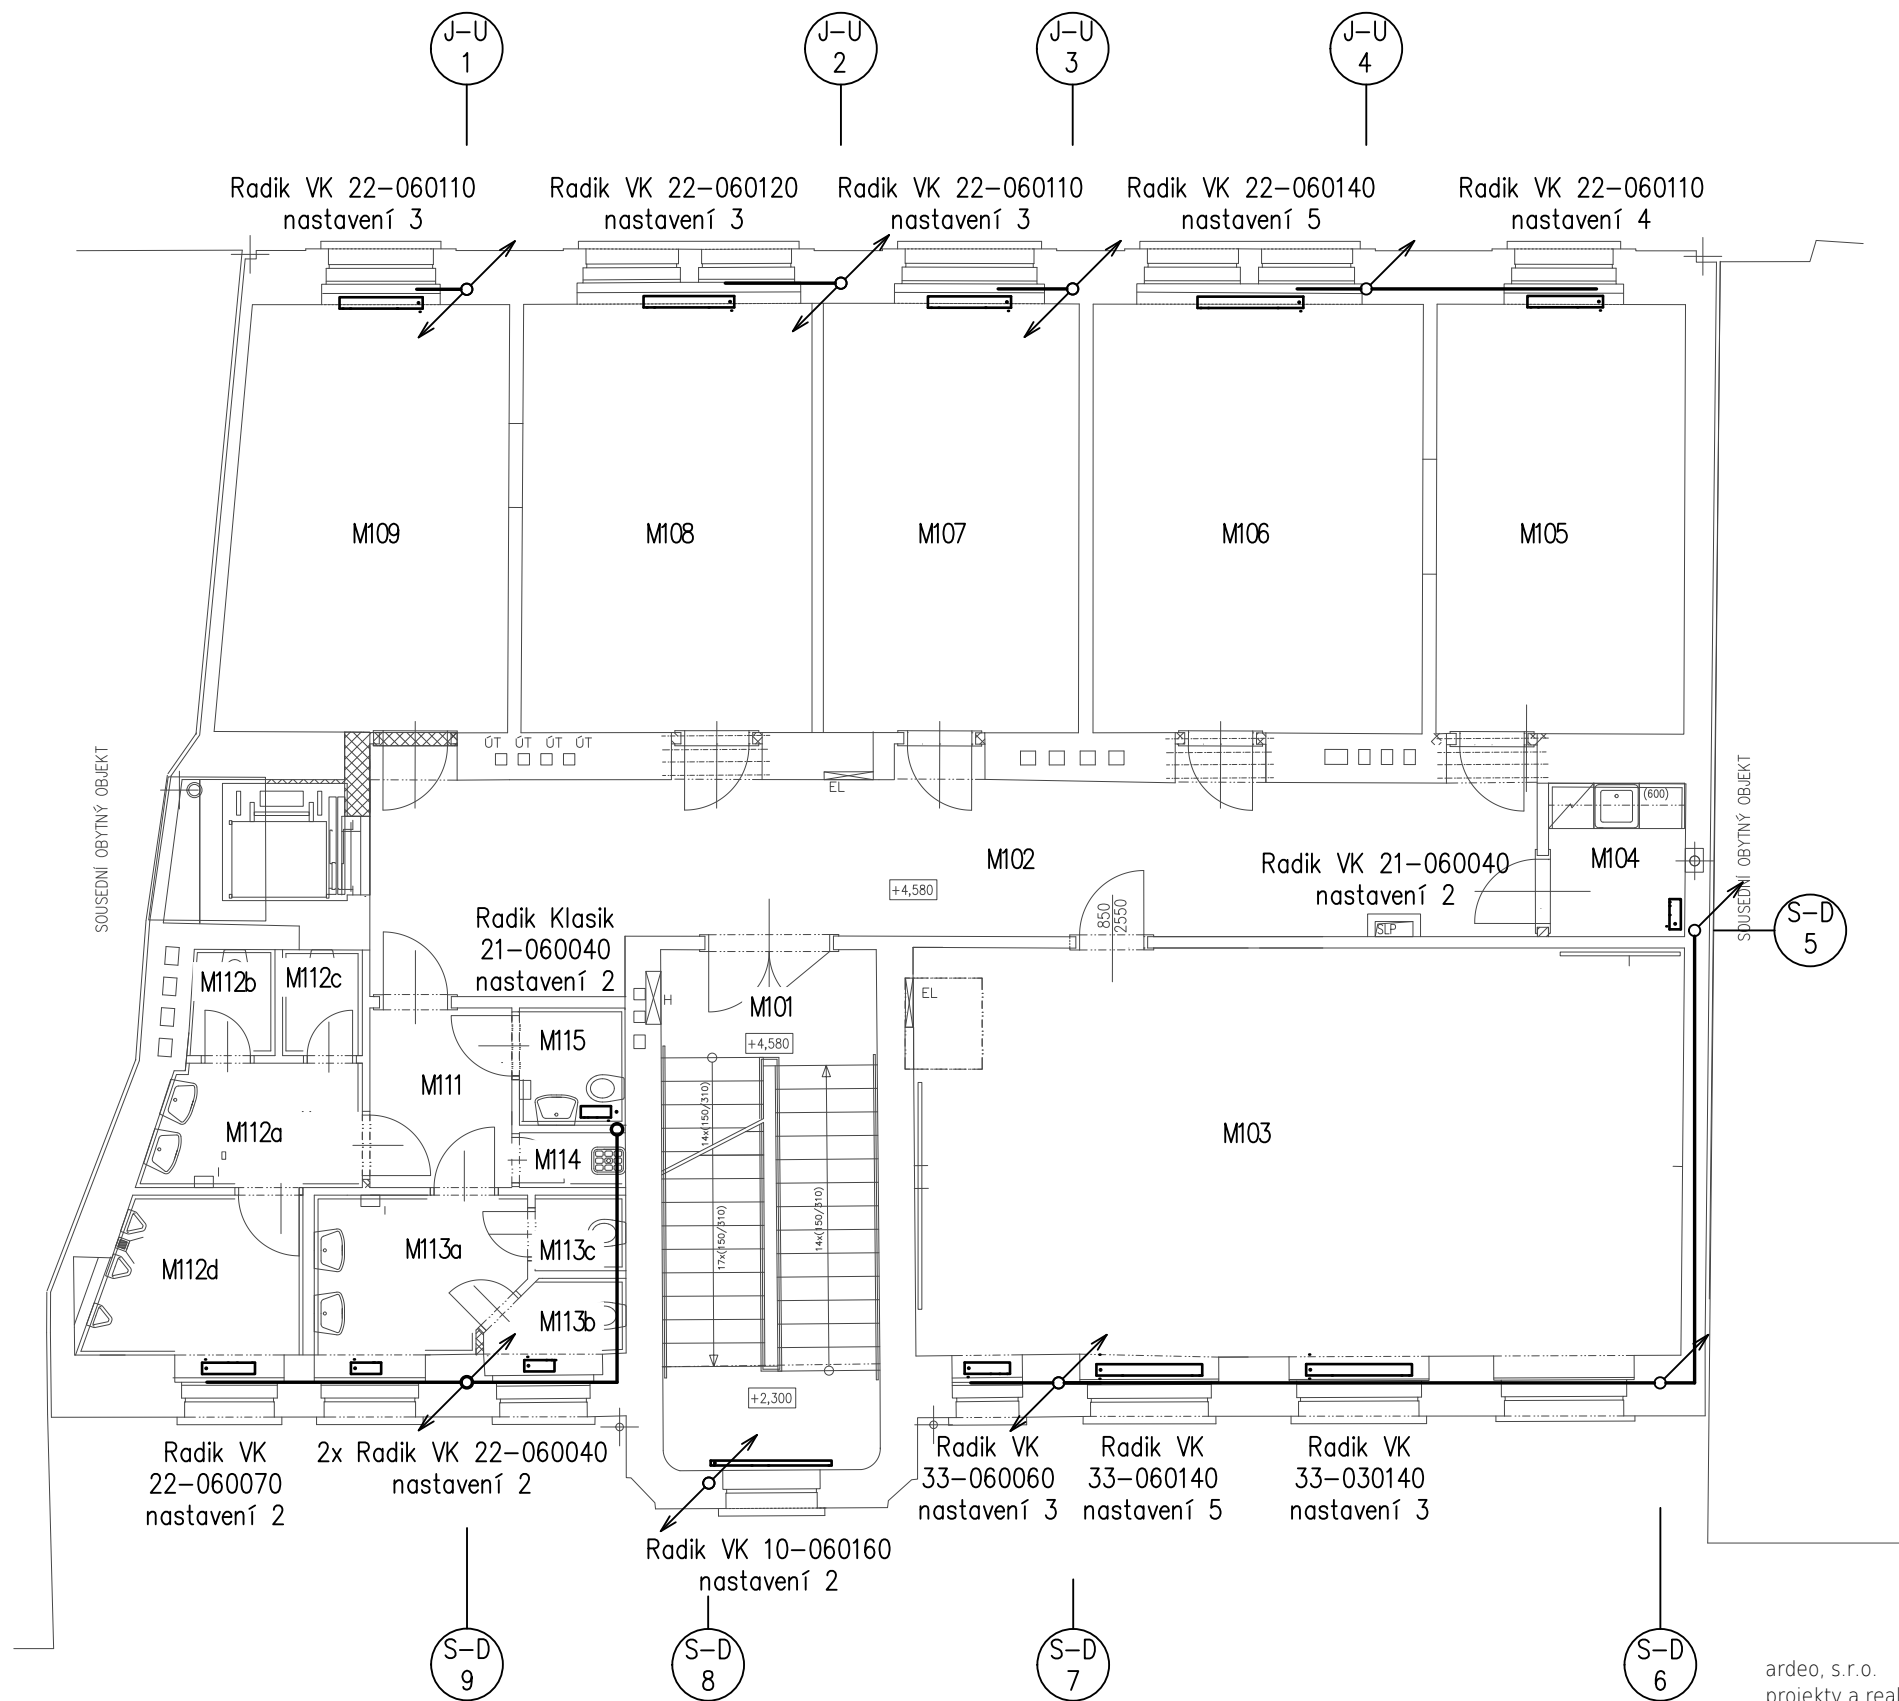 J-U
1
J-U
2
J-U
3
J-U
4
Radik VK 22-060110
nastavení 3
Radik VK 22-060120
nastavení 3
Radik VK 22-060110
nastavení 3
Radik VK 22-060140
nastavení 5
Radik VK 22-060110
nastavení 4
M109
M108
M107
M106
M105
ÚT ÚT ÚT ÚT
EL
SOUSEDNÍ OBYTNÝ OBJEKT
SOUSEDNÍ OBYTNÝ OBJEKT
(600)
M102
M104
+4,580
Radik VK 21-060040
nastavení 2
850
2550
SLP
S-D
5
Radik Klasik
21-060040
nastavení 2
M112b
M112c
H
M101
EL
+4,580
M115
M111
M112a
M114
M103
14x(150/310)
17x(150/310)
14x(150/310)
M112d
M113a
M113c
M113b
+2,300
Radik VK
22-060070
nastavení 2
2x Radik VK 22-060040
nastavení 2
Radik VK
33-060060
nastavení 3
Radik VK
33-060140
nastavení 5
Radik VK
33-030140
nastavení 3
Radik VK 10-060160
nastavení 2
S-D
9
S-D
8
S-D
7
S-D
6
ardeo, s.r.o.
projekty a real